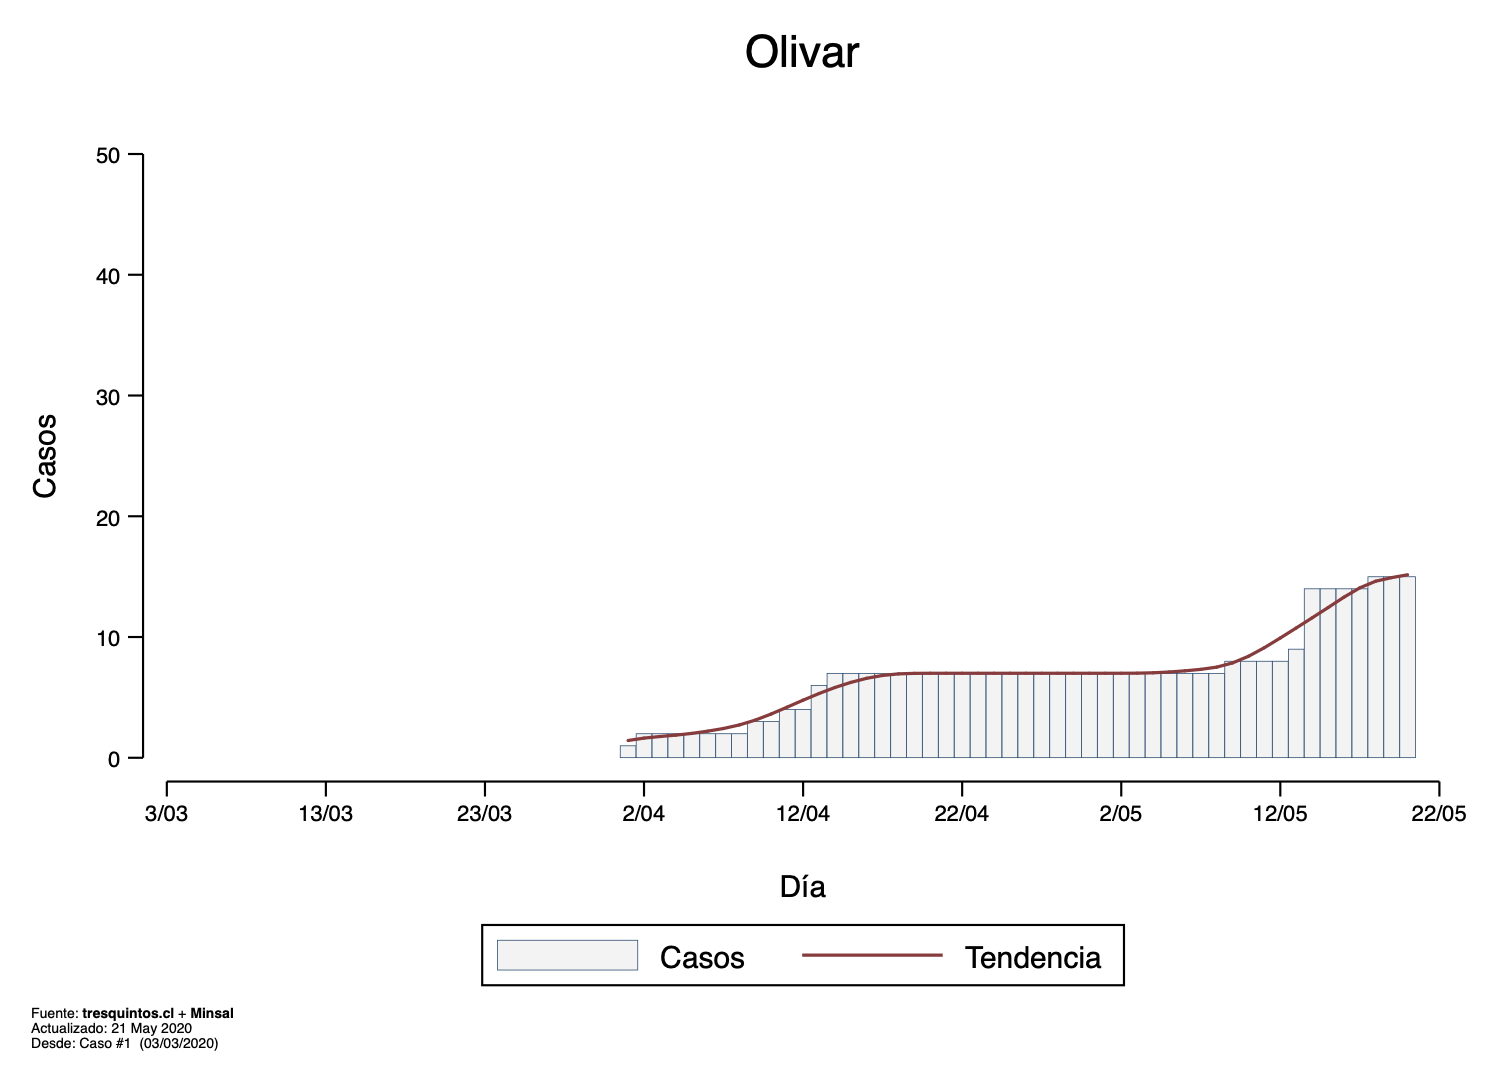 Olivar
50
40
30
20
10
0
Casos
3/03 13/03 23/03 2/04 12/04 22/04 2/05 12/05 22/05
Día
Casos Tendencia
Fuente: tresquintos.cl + Minsal
Actualizado: 21 May 2020
Desde: Caso #1 (03/03/2020)